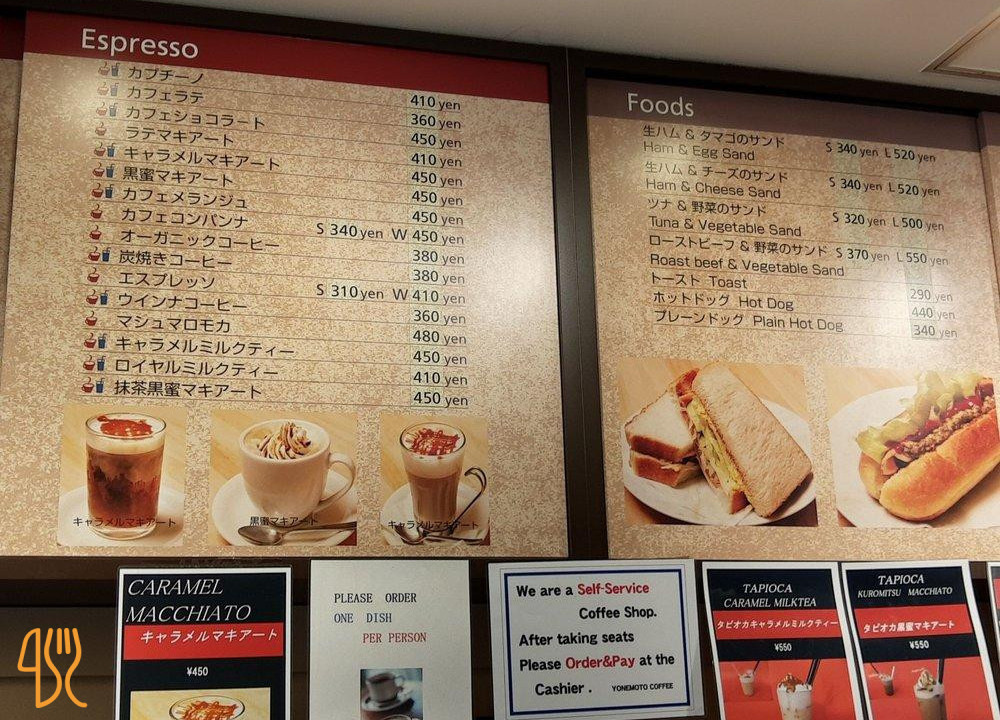 Espresso
カプチーノ 410 yen
カフェラテ 360 yen
カフェショコラート 450 yen
ラテマキアート 410 yen
キャラメルマキアート 450 yen
黒蜜マキアート 450 yen
カフェメランジュ 450 yen
カフェコンパンナ S 340 yen W 450 yen
オーガニックコーヒー 380 yen
炭焼きコーヒー 380 yen
エスプレッソ S 310 yen W 410 yen
ウインナコーヒー 360 yen
マシュマロモカ 480 yen
キャラメルミルクティー 450 yen
ロイヤルミルクティー 410 yen
抹茶黒蜜マキアート 450 yen
キャラメルマキアート
黒蜜マキアート
キャラメルマキアート
Foods
生ハム & タマゴのサンド
Ham & Egg Sand S 340 yen L 520 yen
生ハム & チーズのサンド
Ham & Cheese Sand S 340 yen L 520 yen
ツナ & 野菜のサンド
Tuna & Vegetable Sand S 320 yen L 500 yen
ローストビーフ & 野菜のサンド
Roast beef & Vegetable Sand S 370 yen L 550 yen
トースト Toast 290 yen
ホットドッグ Hot Dog 440 yen
プレーンドッグ Plain Hot Dog 340 yen
CARAMEL
MACCHIATO
キャラメルマキアート
¥450
PLEASE ORDER
ONE DISH
PER PERSON
We are a Self-Service
Coffee Shop.
After taking seats
Please Order&Pay at the
Cashier . YONEMOTO COFFEE
TAPIOCA
CARAMEL MILKTEA
タピオカキャラメルミルクティー
¥550
TAPIOCA
KUROMITSU MACCHIATO
タピオカ黒蜜マキアート
¥550